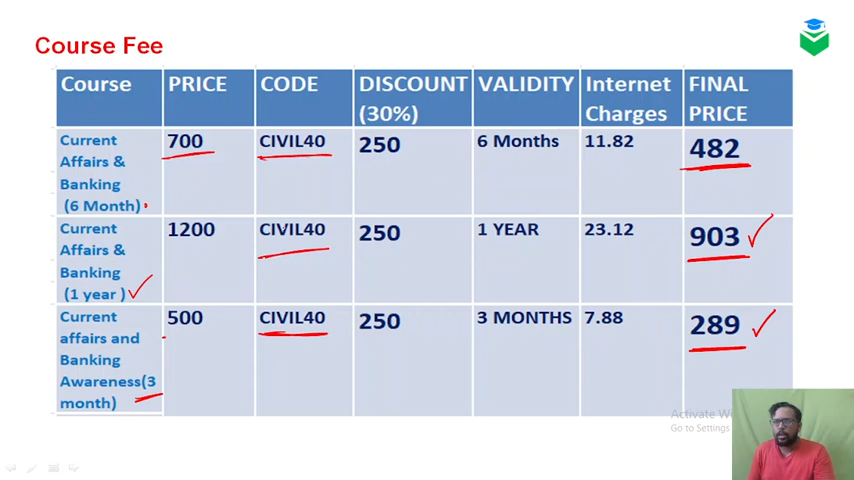 Course Fee
Course PRICE CODE DISCOUNT (30%) VALIDITY Internet Charges FINAL PRICE
Current Affairs & Banking (6 Month) 700 CIVIL40 250 6 Months 11.82 482
Current Affairs & Banking (1 year ) 1200 CIVIL40 250 1 YEAR 23.12 903
Current affairs and Banking Awareness(3 month) 500 CIVIL40 250 3 MONTHS 7.88 289
Activate
Go to Settings